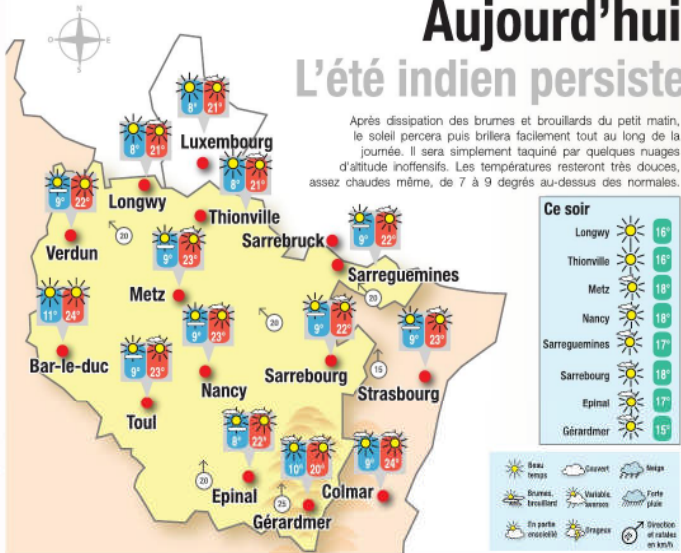 Aujourd'hui
L'été indien persiste
Après dissipation des brumes et brouillards du petit matin,
le soleil percera puis brillera facilement tout au long de la
journée. Il sera simplement taquiné par quelques nuages
d'altitude inoffensifs. Les températures resteront très douces,
assez chaudes même, de 7 à 9 degrés au-dessus des normales.
N
O E
S
8° 21°
Luxembourg
8° 21°
Longwy
8° 21°
Thionville
9° 22°
Verdun
Sarrebruck
9° 22°
Sarreguemines
9° 23°
Metz
11° 24°
Bar-le-duc
9° 23°
Nancy
9° 22°
Sarrebourg
9° 23°
Strasbourg
9° 23°
Toul
8° 22°
Epinal
10° 20°
Gérardmer
9° 24°
Colmar
20
20
20
15
20
25
Ce soir
Longwy 16°
Thionville 16°
Metz 18°
Nancy 18°
Sarreguemines 17°
Sarrebourg 18°
Epinal 17°
Gérardmer 15°
Beau
temps
Couvert
Neige
Brumes,
brouillard
Variable,
averses
Forte
pluie
En partie
ensoleillé
Orageux
Direction
et rafales
en km/h